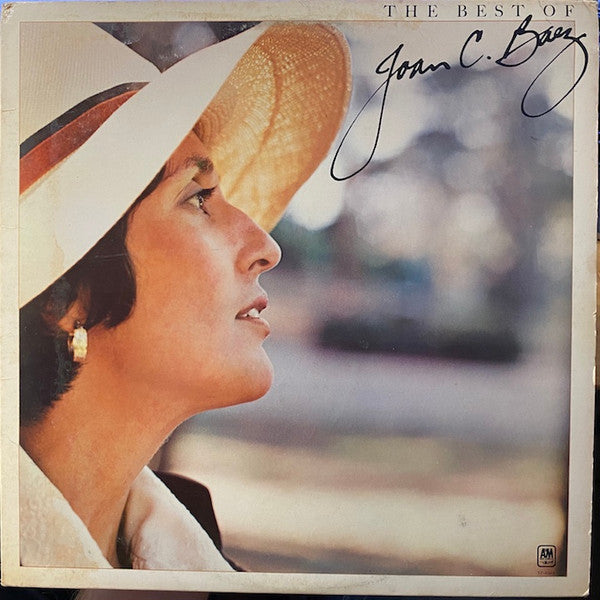 THE BEST OF
Joan C. Baez
A&M